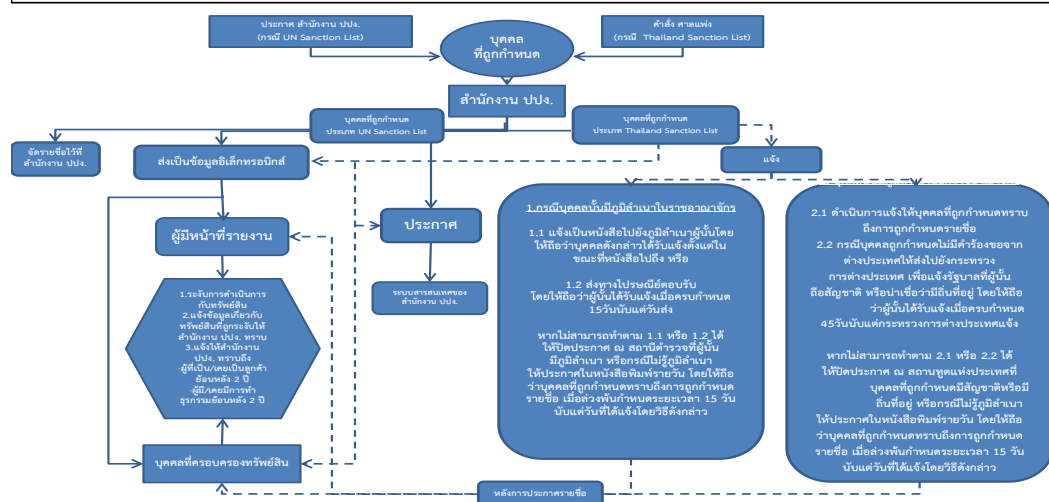 ประกาศ สำนักงาน ปปง.
(กรณี UN Sanction List)
บุคคล
ที่ถูกกำหนด
คำสั่ง ศาลแพ่ง
(กรณี Thailand Sanction List)
สำนักงาน ปปง.
บุคคลที่ถูกกำหนด
ประเภท UN Sanction List
บุคคลที่ถูกกำหนด
ประเภท Thailand Sanction List
จัดรายชื่อไว้ที่
สำนักงาน ปปง.
ส่งเป็นข้อมูลอิเล็กทรอนิกส์
แจ้ง
ผู้มีหน้าที่รายงาน
ประกาศ
ระบบสารสนเทศของ
สำนักงาน ปปง.
1.ระงับการดำเนินการ
กับทรัพย์สิน
2.แจ้งข้อมูลเกี่ยวกับ
ทรัพย์สินที่ถูกระงับให้
สำนักงาน ปปง. ทราบ
3.แจ้งให้สำนักงาน
ปปง. ทราบถึง
-ผู้ที่เป็น/เคยเป็นลูกค้า
ย้อนหลัง 2 ปี
-ผู้มี/เคยมีการทำ
ธุรกรรมย้อนหลัง 2 ปี
บุคคลที่ครอบครองทรัพย์สิน
1.กรณีบุคคลนั้นมีภูมิลำเนาในราชอาณาจักร
1.1 แจ้งเป็นหนังสือไปยังภูมิลำเนาผู้นั้นโดย
ให้ถือว่าบุคคลดังกล่าวได้รับแจ้งตั้งแต่ใน
ขณะที่หนังสือไปถึง หรือ
1.2 ส่งทางไปรษณีย์ตอบรับ
โดยให้ถือว่าผู้นั้นได้รับแจ้งเมื่อครบกำหนด
15วันนับแต่วันส่ง
หากไม่สามารถทำตาม 1.1 หรือ 1.2 ได้
ให้ปิดประกาศ ณ สถานีตำรวจที่ผู้นั้น
มีภูมิลำเนา หรือกรณีไม่รู้ภูมิลำเนา
ให้ประกาศในหนังสือพิมพ์รายวัน โดยให้ถือ
ว่าบุคคลที่ถูกกำหนดทราบถึงการถูกกำหนด
รายชื่อ เมื่อล่วงพ้นกำหนดระยะเวลา 15 วัน
นับแต่วันที่ได้แจ้งโดยวิธีดังกล่าว
2.1 ดำเนินการแจ้งให้บุคคลที่ถูกกำหนดทราบ
ถึงการถูกกำหนดรายชื่อ
2.2 กรณีบุคคลถูกกำหนดไม่มีคำร้องขอจาก
ต่างประเทศให้ส่งไปยังกระทรวง
การต่างประเทศ เพื่อแจ้งรัฐบาลที่ผู้นั้น
ถือสัญชาติ หรือน่าเชื่อว่ามีถิ่นที่อยู่ โดยให้ถือ
ว่าผู้นั้นได้รับแจ้งเมื่อครบกำหนด
45วันนับแต่กระทรวงการต่างประเทศแจ้ง
หากไม่สามารถทำตาม 2.1 หรือ 2.2 ได้
ให้ปิดประกาศ ณ สถานทูตแห่งประเทศที่
บุคคลที่ถูกกำหนดมีสัญชาติหรือมี
ถิ่นที่อยู่ หรือกรณีไม่รู้ภูมิลำเนา
ให้ประกาศในหนังสือพิมพ์รายวัน โดยให้ถือ
ว่าบุคคลที่ถูกกำหนดทราบถึงการถูกกำหนด
รายชื่อ เมื่อล่วงพ้นกำหนดระยะเวลา 15 วัน
นับแต่วันที่ได้แจ้งโดยวิธีดังกล่าว
หลังการประกาศรายชื่อ